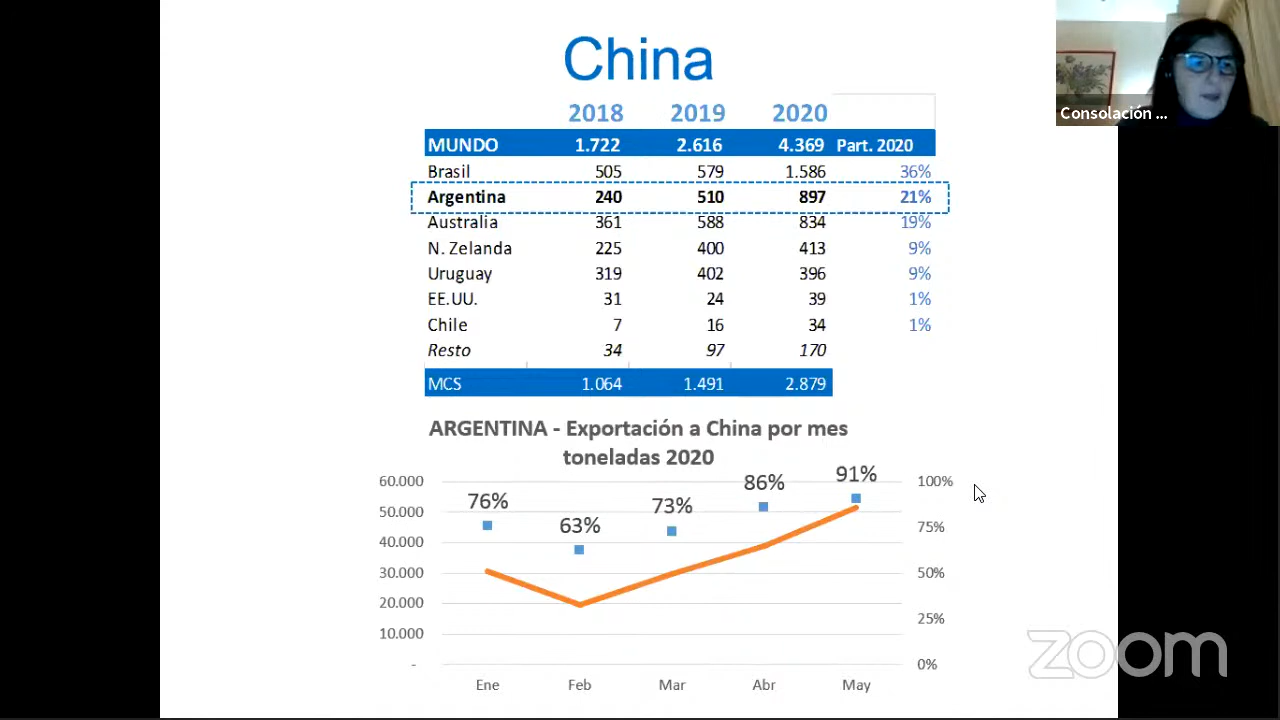 China
2018 2019 2020
MUNDO 1.722 2.616 4.369 Part. 2020
Brasil 505 579 1.586 36%
Argentina 240 510 897 21%
Australia 361 588 834 19%
N. Zelanda 225 400 413 9%
Uruguay 319 402 396 9%
EE.UU. 31 24 39 1%
Chile 7 16 34 1%
Resto 34 97 170
MCS 1.064 1.491 2.879
ARGENTINA - Exportación a China por mes
toneladas 2020
60.000
50.000
40.000
30.000
20.000
10.000
-
76% 63% 73% 86% 91%
100%
75%
50%
25%
0%
Ene Feb Mar Abr May
Consolación ...
zoom